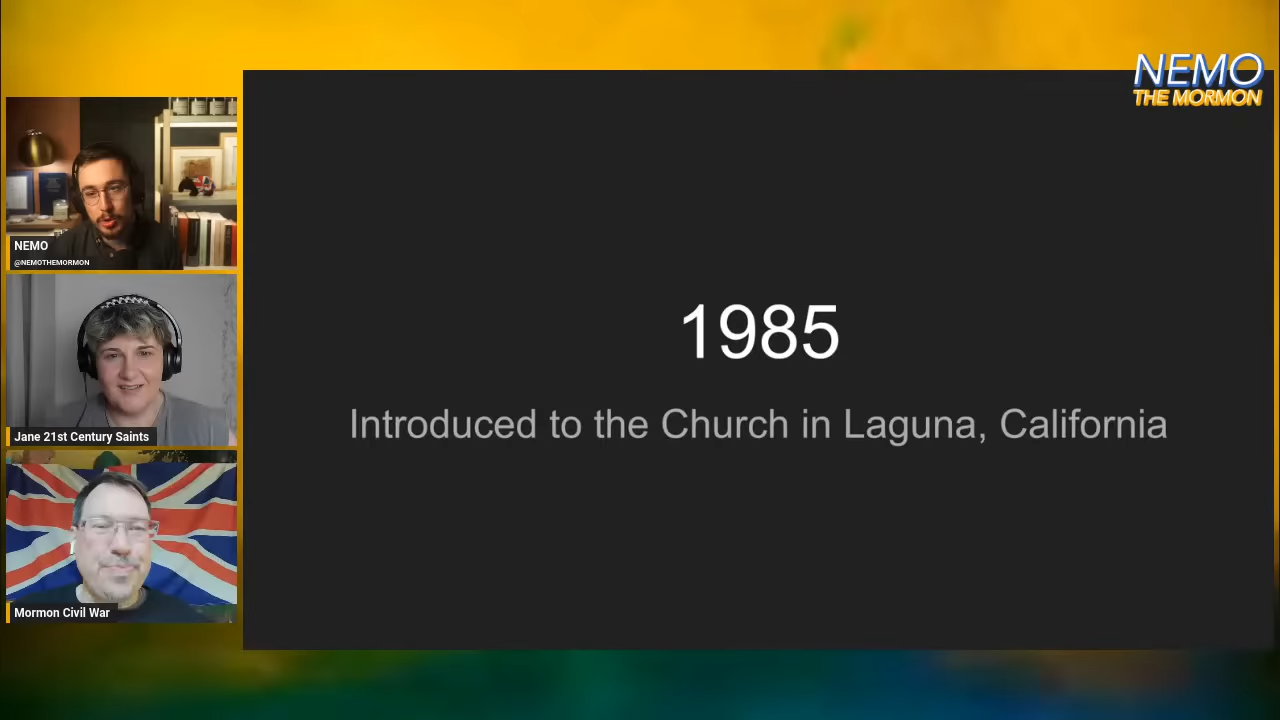 NEMO
THE MORMON
NEMO
@NEMOTHEMORMON
Jane 21st Century Saints
Mormon Civil War
1985
Introduced to the Church in Laguna, California